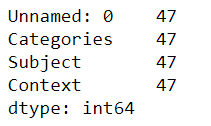 Unnamed: 0    47
Categories    47
Subject       47
Context       47
dtype: int64